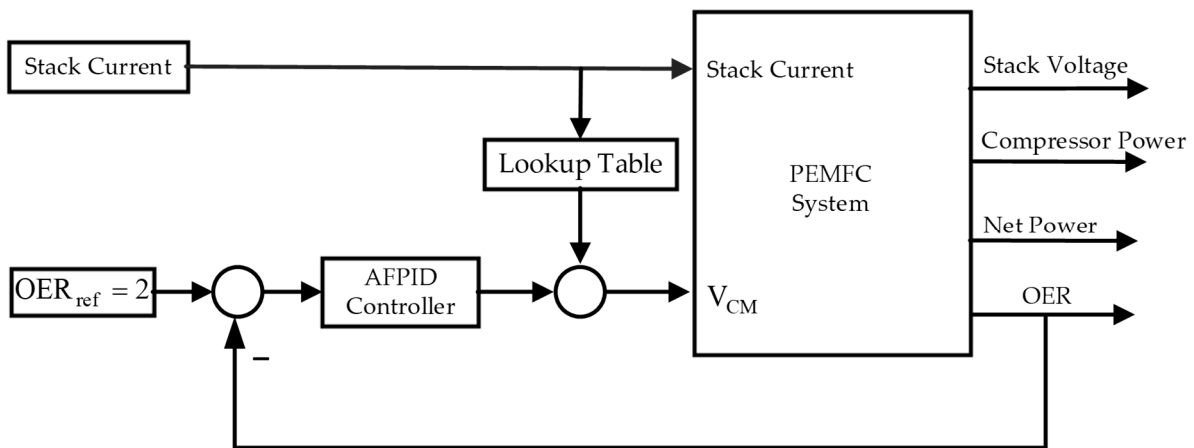 Stack Current
Stack Current
Stack Voltage
Compressor Power
Lookup Table
PEMFC
System
Net Power
OER_ref = 2
AFPID
Controller
V_CM
OER
–